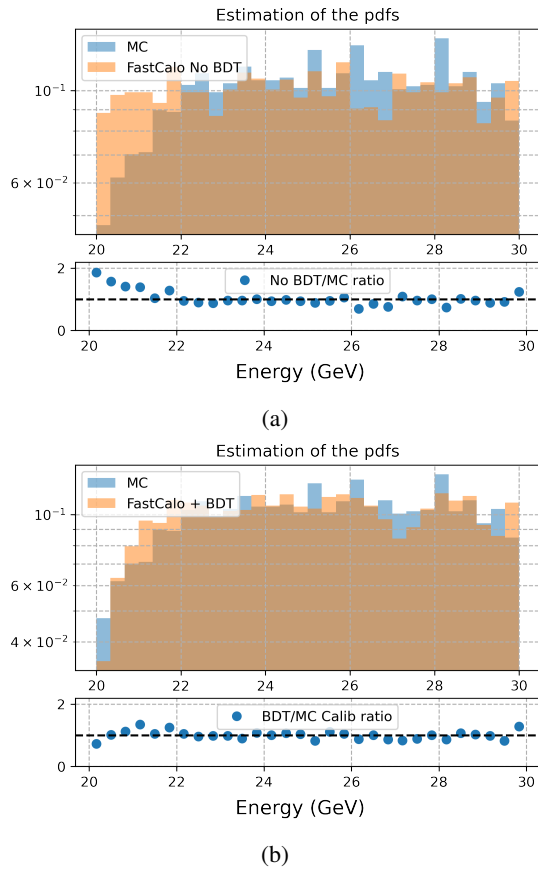 Estimation of the pdfs
MC
FastCalo No BDT
10⁻¹
6 × 10⁻²
20 22 24 26 28 30
2
No BDT/MC ratio
0
20 22 24 26 28 30
Energy (GeV)
(a)
Estimation of the pdfs
MC
FastCalo + BDT
10⁻¹
6 × 10⁻²
4 × 10⁻²
20 22 24 26 28 30
2
BDT/MC Calib ratio
0
20 22 24 26 28 30
Energy (GeV)
(b)